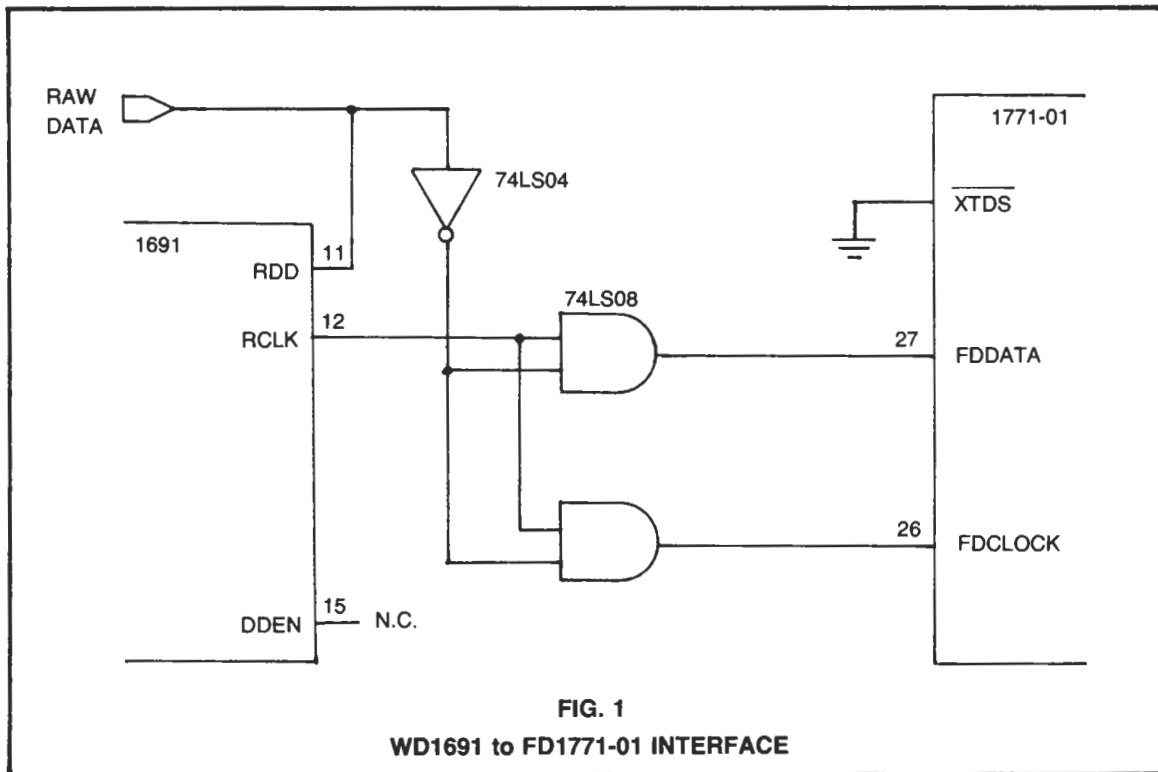 RAW
DATA
1771-01
74LS04
XTDS
1691
11
RDD
74LS08
12
RCLK
27
FDDATA
26
FDCLOCK
15
DDEN
N.C.
FIG. 1
WD1691 to FD1771-01 INTERFACE